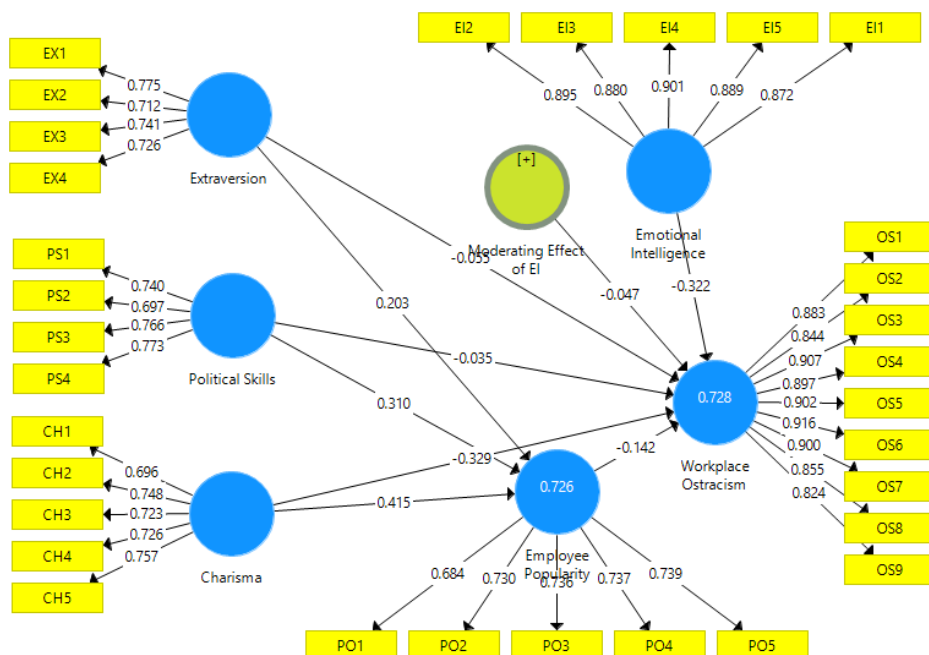 EI2
EI3
EI4
EI5
EI1
EX1
EX2
EX3
EX4
0.775
0.712
0.741
0.726
Extraversion
0.895
0.880
0.901
0.889
0.872
[+]
Moderating Effect
of EI
Emotional
Intelligence
PS1
PS2
PS3
PS4
0.740
0.697
0.766
0.773
Political Skills
-0.055
0.203
-0.047
-0.322
-0.035
0.310
OS1
OS2
OS3
OS4
OS5
OS6
OS7
OS8
OS9
0.883
0.844
0.907
0.897
0.902
0.916
0.900
0.855
0.824
0.728
Workplace
Ostracism
CH1
CH2
CH3
CH4
CH5
0.696
0.748
0.723
0.726
0.757
Charisma
-0.329
0.415
-0.142
0.726
Employee
Popularity
0.684
0.730
0.736
0.737
0.739
PO1
PO2
PO3
PO4
PO5